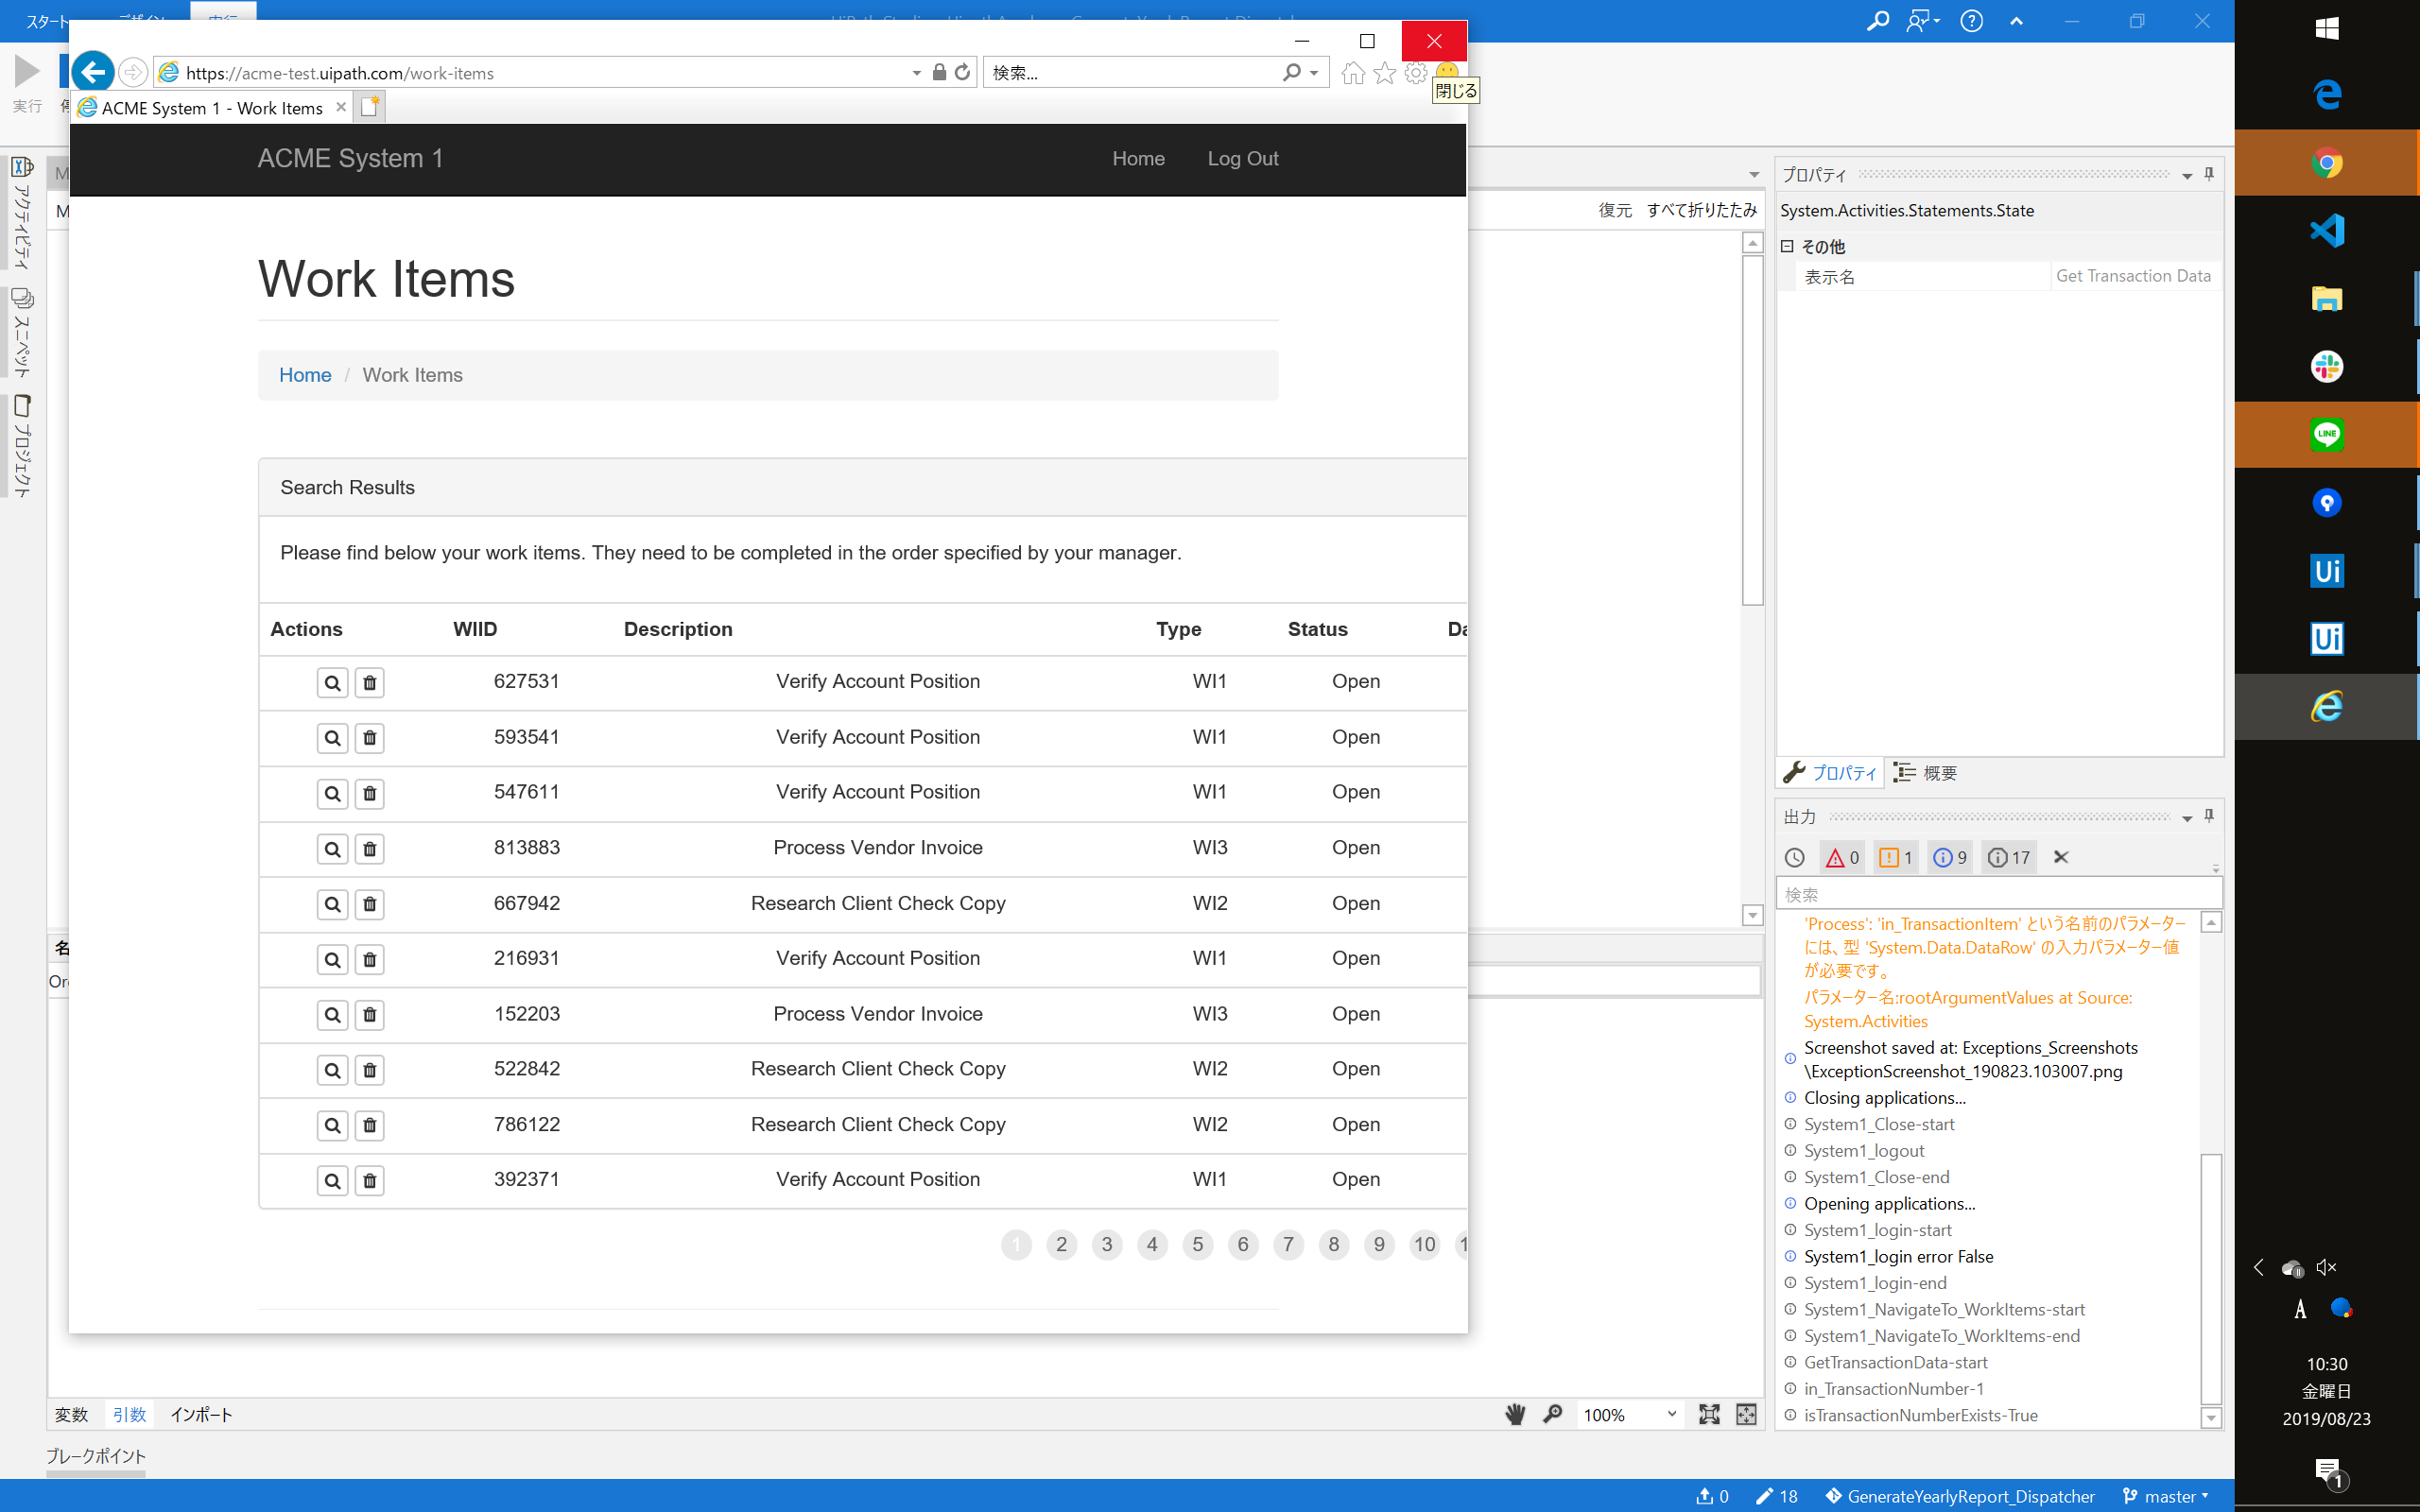 スタート
実行
https://acme-test.uipath.com/work-items
検索...
閉じる
ACME System 1 - Work Items
実行
ACME System 1
Home
Log Out
アクティビティ
スニペット
プロジェクト
M
M
復元 すべて折りたたみ
Work Items
Home / Work Items
Search Results
Please find below your work items. They need to be completed in the order specified by your manager.
Actions WIID Description Type Status Da
627531 Verify Account Position WI1 Open
593541 Verify Account Position WI1 Open
547611 Verify Account Position WI1 Open
813883 Process Vendor Invoice WI3 Open
667942 Research Client Check Copy WI2 Open
216931 Verify Account Position WI1 Open
152203 Process Vendor Invoice WI3 Open
522842 Research Client Check Copy WI2 Open
786122 Research Client Check Copy WI2 Open
392371 Verify Account Position WI1 Open
1 2 3 4 5 6 7 8 9 10 1
名
変数 引数 インポート
100%
ブレークポイント
プロパティ
System.Activities.Statements.State
その他
表示名 Get Transaction Data
プロパティ 概要
出力
0 1 9 17
検索
'Process': 'in_TransactionItem' という名前のパラメーター
には、型 'System.Data.DataRow' の入力パラメーター値
が必要です。
パラメーター名:rootArgumentValues at Source:
System.Activities
Screenshot saved at: Exceptions_Screenshots
\ExceptionScreenshot_190823.103007.png
Closing applications...
System1_Close-start
System1_logout
System1_Close-end
Opening applications...
System1_login-start
System1_login error False
System1_login-end
System1_NavigateTo_WorkItems-start
System1_NavigateTo_WorkItems-end
GetTransactionData-start
in_TransactionNumber-1
isTransactionNumberExists-True
0 18 GenerateYearlyReport_Dispatcher master
LINE
Ui
Ui
A
10:30
金曜日
2019/08/23
1